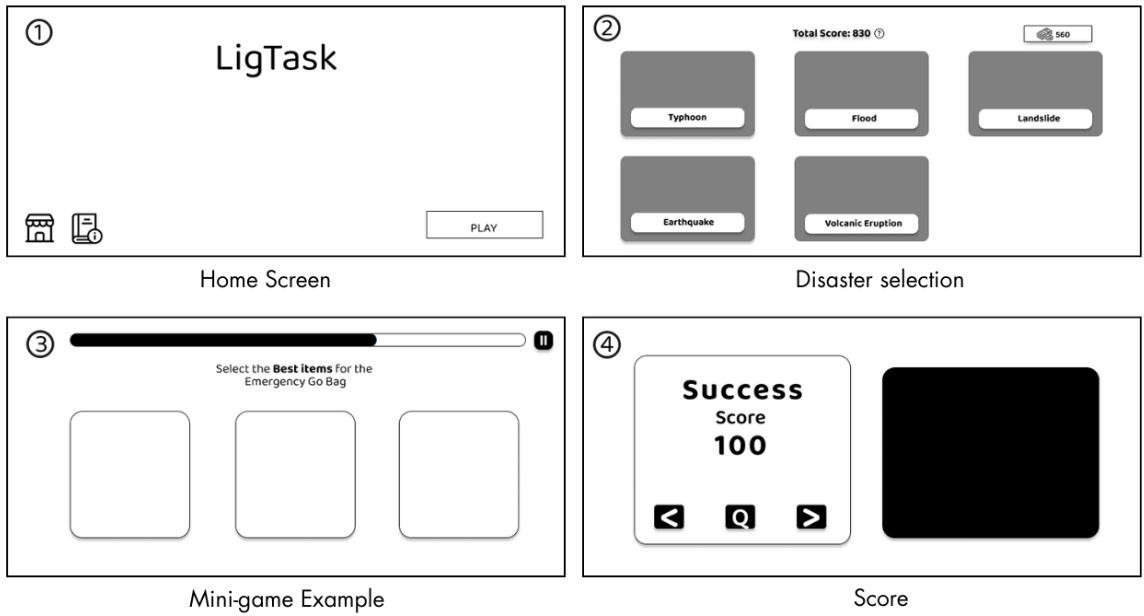 ①
LigTask
PLAY
Home Screen
②
Total Score: 830 ?
560
Typhoon
Flood
Landslide
Earthquake
Volcanic Eruption
Disaster selection
③
Select the Best items for the
Emergency Go Bag
Mini-game Example
④
Success
Score
100
< Q >
Score